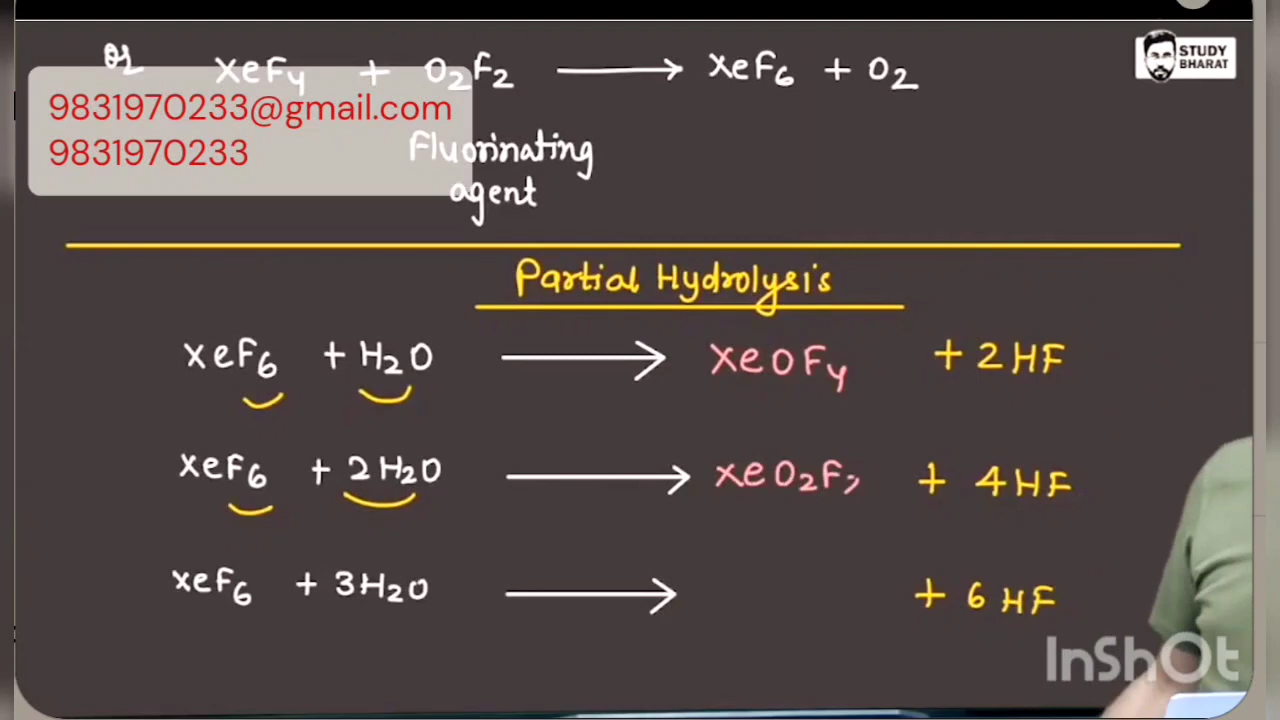 or XeF4 + O2F2 → XeF6 + O2
STUDY
BHARAT
9831970233@gmail.com
9831970233
Fluorinating
agent
Partial Hydrolysis
XeF6 + H2O → XeOF4 + 2HF
XeF6 + 2H2O → XeO2F2 + 4HF
XeF6 + 3H2O → + 6HF
InShOt